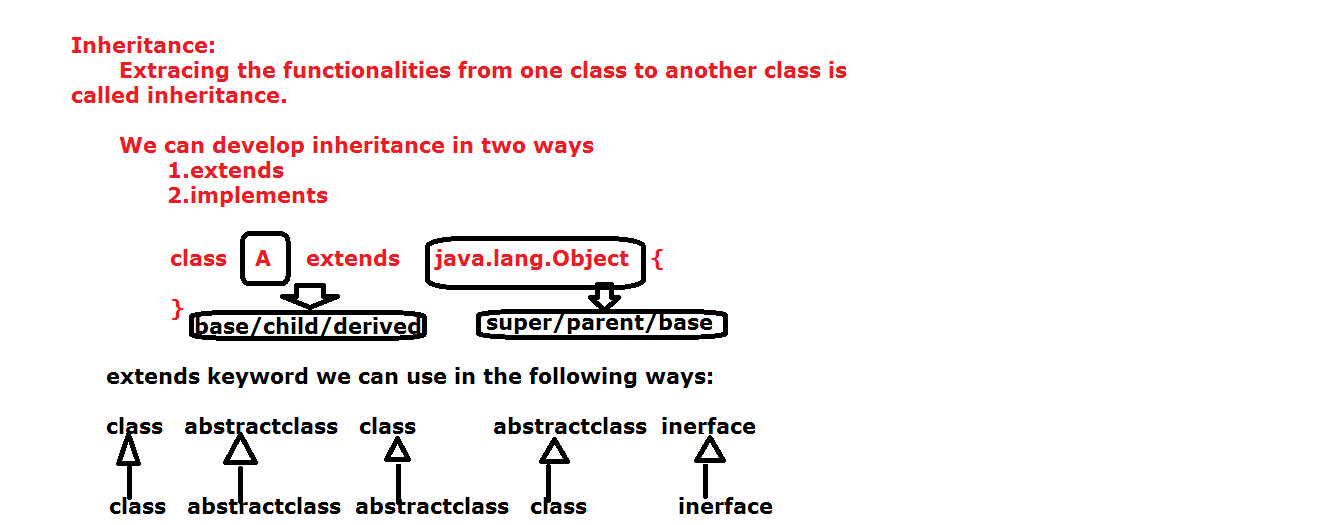 Inheritance:
Extracing the functionalities from one class to another class is
called inheritance.
We can develop inheritance in two ways
1.extends
2.implements
class A extends java.lang.Object {
}
base/child/derived super/parent/base
extends keyword we can use in the following ways:
class abstractclass class abstractclass inerface
class abstractclass abstractclass class inerface